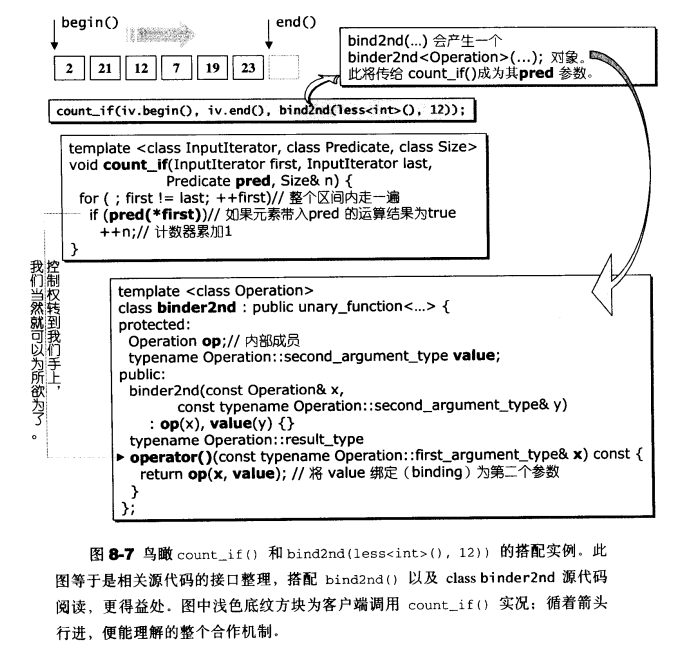 begin()
end()
2 21 12 7 19 23
bind2nd(...) 会产生一个
binder2nd<Operation>(...); 对象。
此将传给 count_if()成为其pred 参数。
count_if(iv.begin(), iv.end(), bind2nd(less<int>(), 12));
template <class InputIterator, class Predicate, class Size>
void count_if(InputIterator first, InputIterator last,
Predicate pred, Size& n) {
for ( ; first != last; ++first)// 整个区间内走一遍
if (pred(*first))// 如果元素带入pred 的运算结果为true
++n;// 计数器累加1
}
控制权转到我们手上，
我们当然就可以为所欲为了。
template <class Operation>
class binder2nd : public unary_function<...> {
protected:
Operation op;// 内部成员
typename Operation::second_argument_type value;
public:
binder2nd(const Operation& x,
const typename Operation::second_argument_type& y)
: op(x), value(y) {}
typename Operation::result_type
operator()(const typename Operation::first_argument_type& x) const {
return op(x, value); // 将 value 绑定（binding）为第二个参数
}
};
图 8-7 鸟瞰 count_if() 和 bind2nd(less<int>(), 12)) 的搭配实例。此
图等于是相关源代码的接口整理，搭配 bind2nd() 以及 class binder2nd 源代码
阅读，更得益处。图中浅色底纹方块为客户端调用 count_if() 实况；循着箭头
行进，便能理解的整个合作机制。